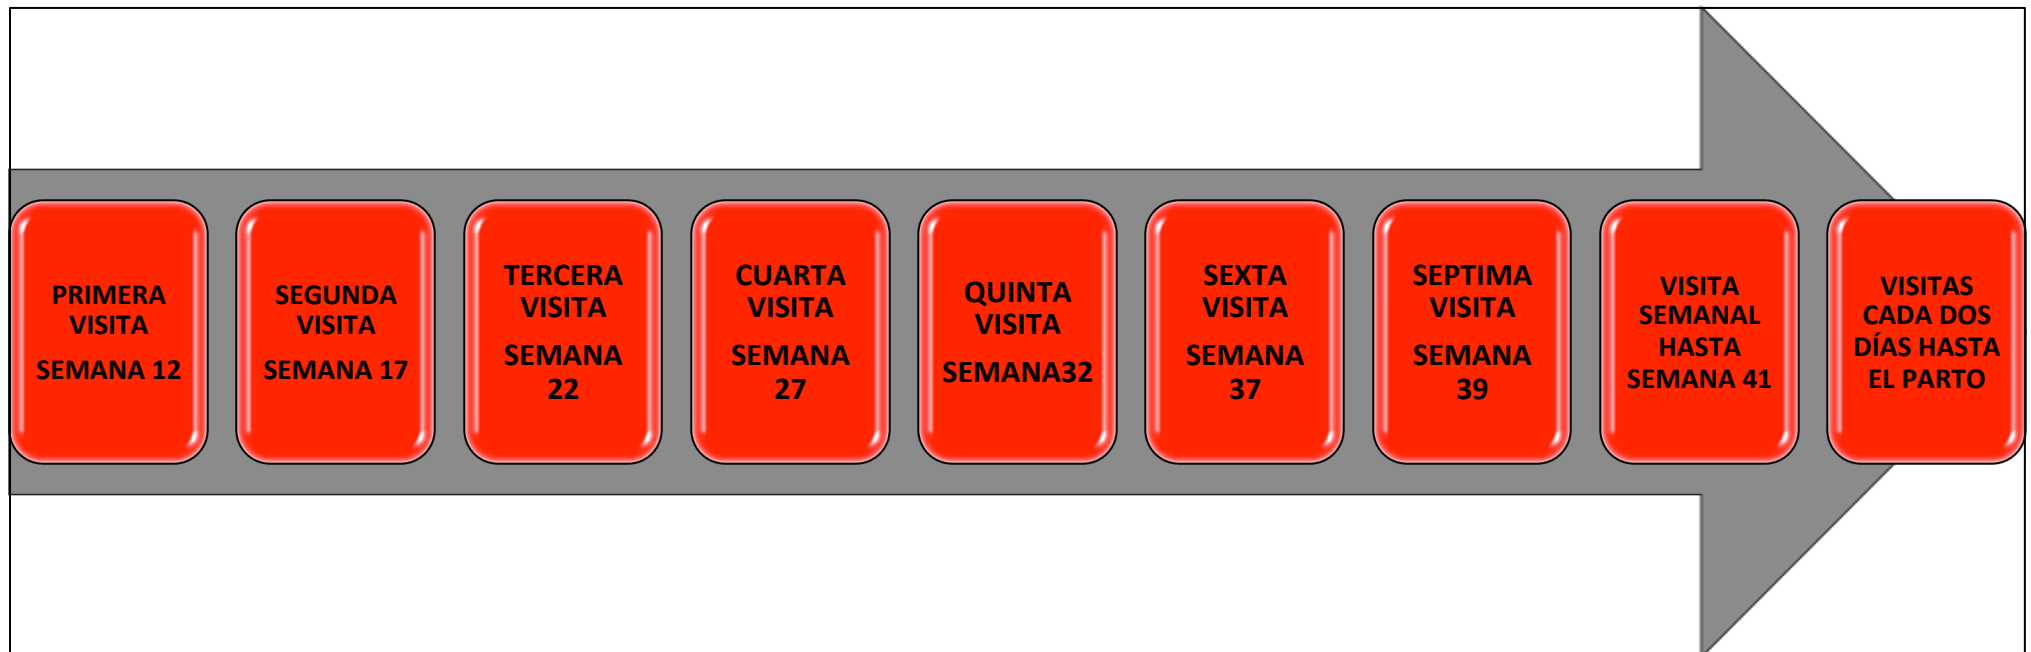 PRIMERA
VISITA
SEMANA 12
SEGUNDA
VISITA
SEMANA 17
TERCERA
VISITA
SEMANA
22
CUARTA
VISITA
SEMANA
27
QUINTA
VISITA
SEMANA32
SEXTA
VISITA
SEMANA
37
SEPTIMA
VISITA
SEMANA
39
VISITA
SEMANAL
HASTA
SEMANA 41
VISITAS
CADA DOS
DÍAS HASTA
EL PARTO